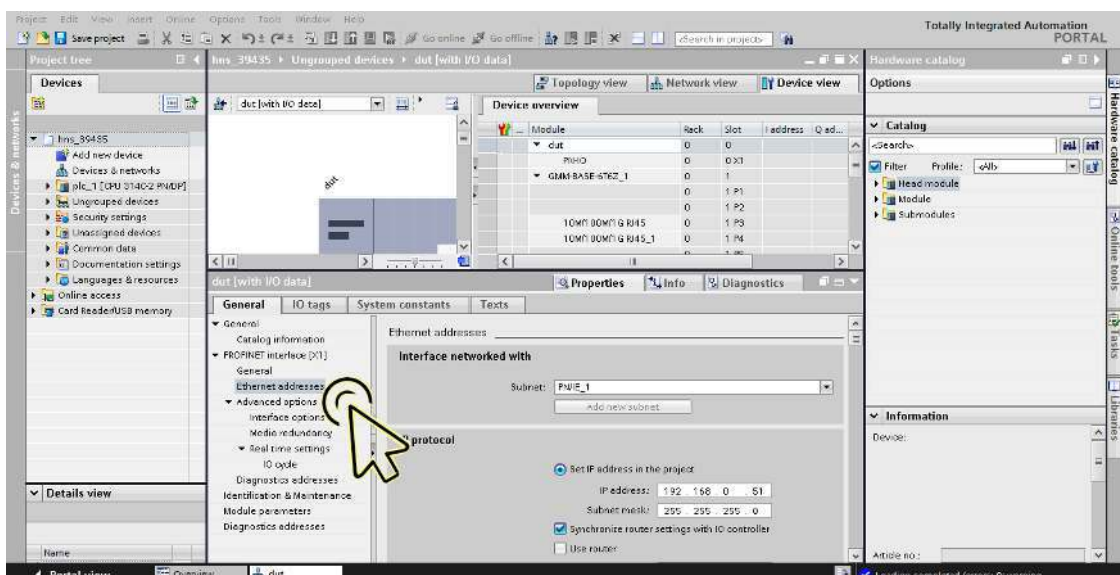 Project Edit View Insert Online Options Tools Window Help
Totally Integrated Automation
PORTAL
Save project
Go online
Go offline
<Search in project>
Project tree
hms_39435 ▸ Ungrouped devices ▸ dut [with I/O data]
Hardware catalog
Devices
Topology view
Network view
Device view
Options
dut [with I/O data]
Device overview
Module
Rack
Slot
I address
Q ad...
Catalog
<Search>
Filter
Profile:
<All>
Head module
Module
Submodules
Add new device
Devices & networks
plc_1 [CPU 314C-2 PN/DP]
Ungrouped devices
Security settings
Unassigned devices
Common data
Documentation settings
Languages & resources
Online access
Card Reader/USB memory
dut
dut 0 0
PN-IO 0 0 X1
0 1
0 1 P1
0 1 P2
0 1 P3
0 1 P4
dut [with I/O data]
Properties
Info
Diagnostics
General
IO tags
System constants
Texts
General
Catalog information
PROFINET interface [X1]
General
Ethernet addresses
Advanced options
Interface options
Media redundancy
Real time settings
IO cycle
Diagnostics addresses
Identification & Maintenance
Module parameters
Diagnostics addresses
Ethernet addresses
Interface networked with
Subnet: PN/IE_1
Add new subnet
protocol
Set IP address in the project
IP address: 192 . 168 . 0 . 51
Subnet mask: 255 . 255 . 255 . 0
Synchronize router settings with IO controller
Use router
Information
Device:
Article no.:
Details view
Name
Portal view
Overview
dut
Devices & networks
Hardware catalog
Online tools
Tasks
Libraries